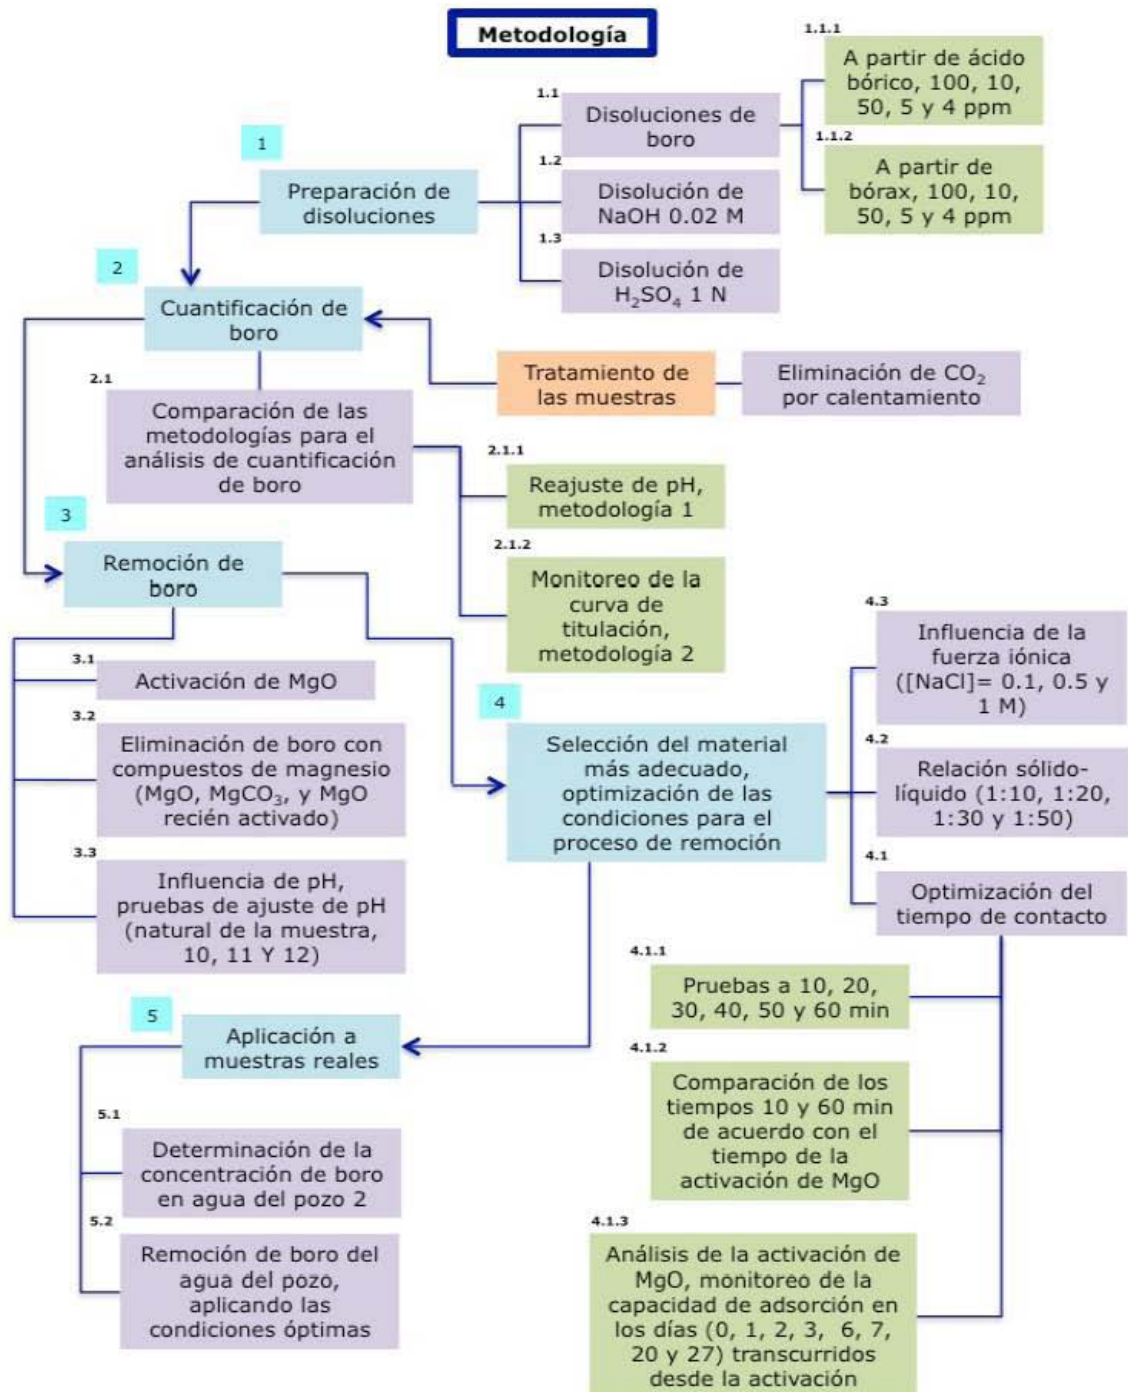 Metodología
1
Preparación de
disoluciones
1.1
Disoluciones de
boro
1.1.1
A partir de ácido
bórico, 100, 10,
50, 5 y 4 ppm
1.1.2
A partir de
bórax, 100, 10,
50, 5 y 4 ppm
1.2
Disolución de
NaOH 0.02 M
1.3
Disolución de
H₂SO₄ 1 N
2
Cuantificación de
boro
Tratamiento de
las muestras
Eliminación de CO₂
por calentamiento
2.1
Comparación de las
metodologías para el
análisis de cuantificación
de boro
2.1.1
Reajuste de pH,
metodología 1
2.1.2
Monitoreo de la
curva de
titulación,
metodología 2
3
Remoción de
boro
3.1
Activación de MgO
3.2
Eliminación de boro con
compuestos de magnesio
(MgO, MgCO₃, y MgO
recién activado)
3.3
Influencia de pH,
pruebas de ajuste de pH
(natural de la muestra,
10, 11 Y 12)
4
Selección del material
más adecuado,
optimización de las
condiciones para el
proceso de remoción
4.3
Influencia de la
fuerza iónica
([NaCl]= 0.1, 0.5 y
1 M)
4.2
Relación sólido-
líquido (1:10, 1:20,
1:30 y 1:50)
4.1
Optimización del
tiempo de contacto
4.1.1
Pruebas a 10, 20,
30, 40, 50 y 60 min
4.1.2
Comparación de los
tiempos 10 y 60 min
de acuerdo con el
tiempo de la
activación de MgO
4.1.3
Análisis de la activación de
MgO, monitoreo de la
capacidad de adsorción en
los días (0, 1, 2, 3, 6, 7,
20 y 27) transcurridos
desde la activación
5
Aplicación a
muestras reales
5.1
Determinación de la
concentración de boro
en agua del pozo 2
5.2
Remoción de boro del
agua del pozo,
aplicando las
condiciones óptimas